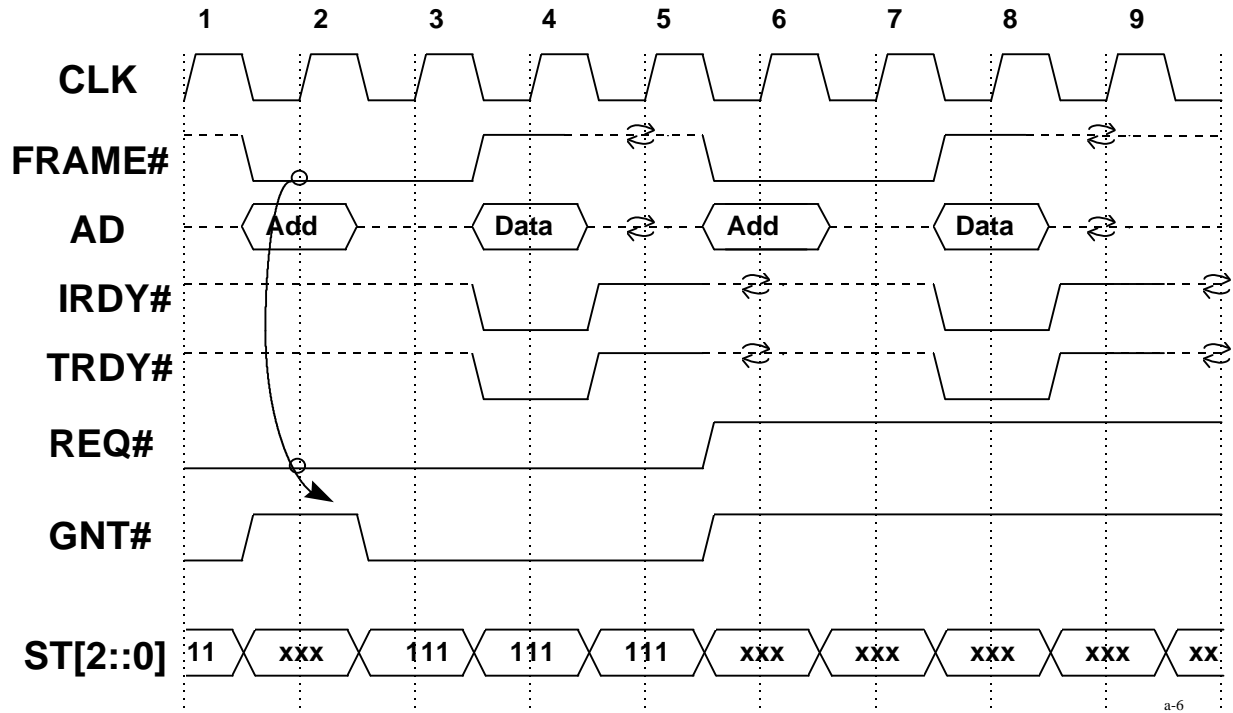 1 2 3 4 5 6 7 8 9
CLK
FRAME#
AD Add Data Add Data
IRDY#
TRDY#
REQ#
GNT#
ST[2::0] 11 xxx 111 111 111 xxx xxx xxx xxx xx
a-6